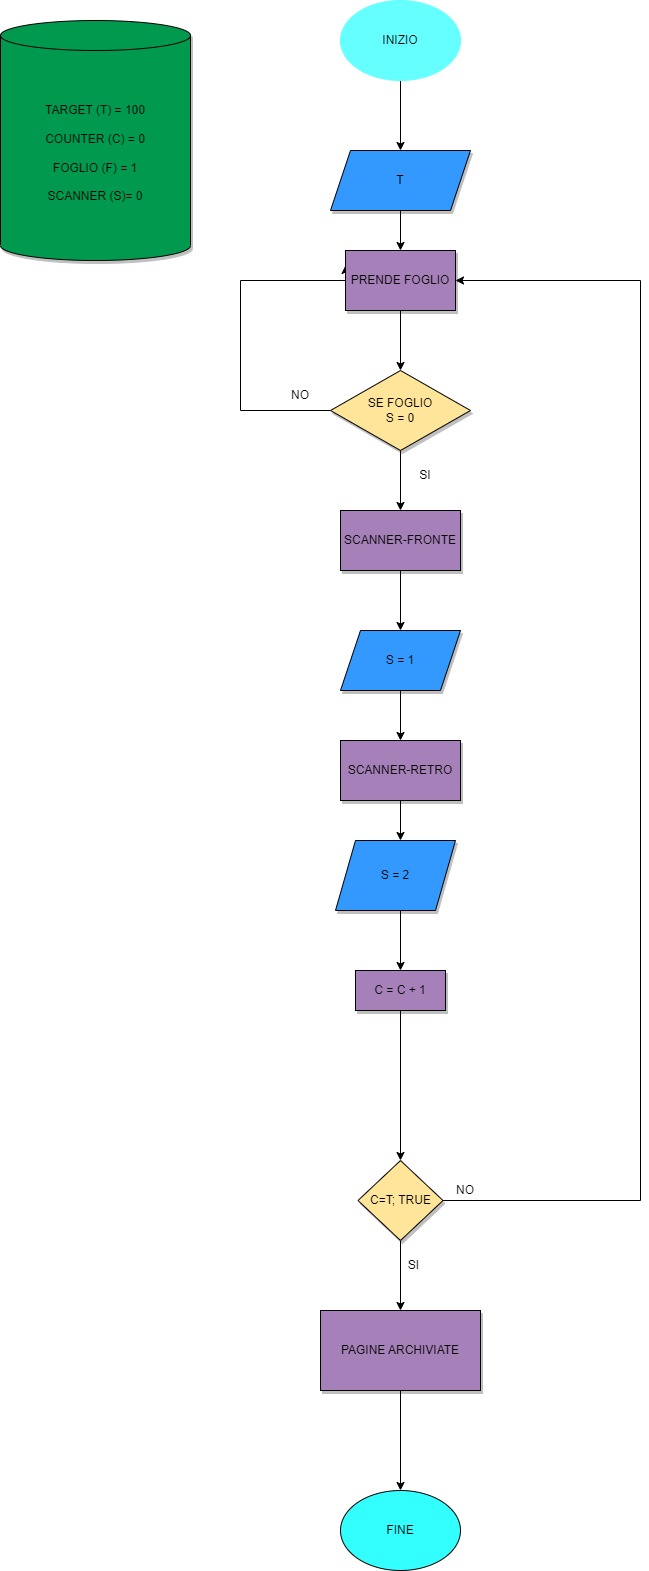 INIZIO
TARGET (T) = 100
COUNTER (C) = 0
FOGLIO (F) = 1
SCANNER (S)= 0
T
PRENDE FOGLIO
NO
SE FOGLIO
S = 0
SI
SCANNER-FRONTE
S = 1
SCANNER-RETRO
S = 2
C = C + 1
C=T; TRUE
NO
SI
PAGINE ARCHIVIATE
FINE